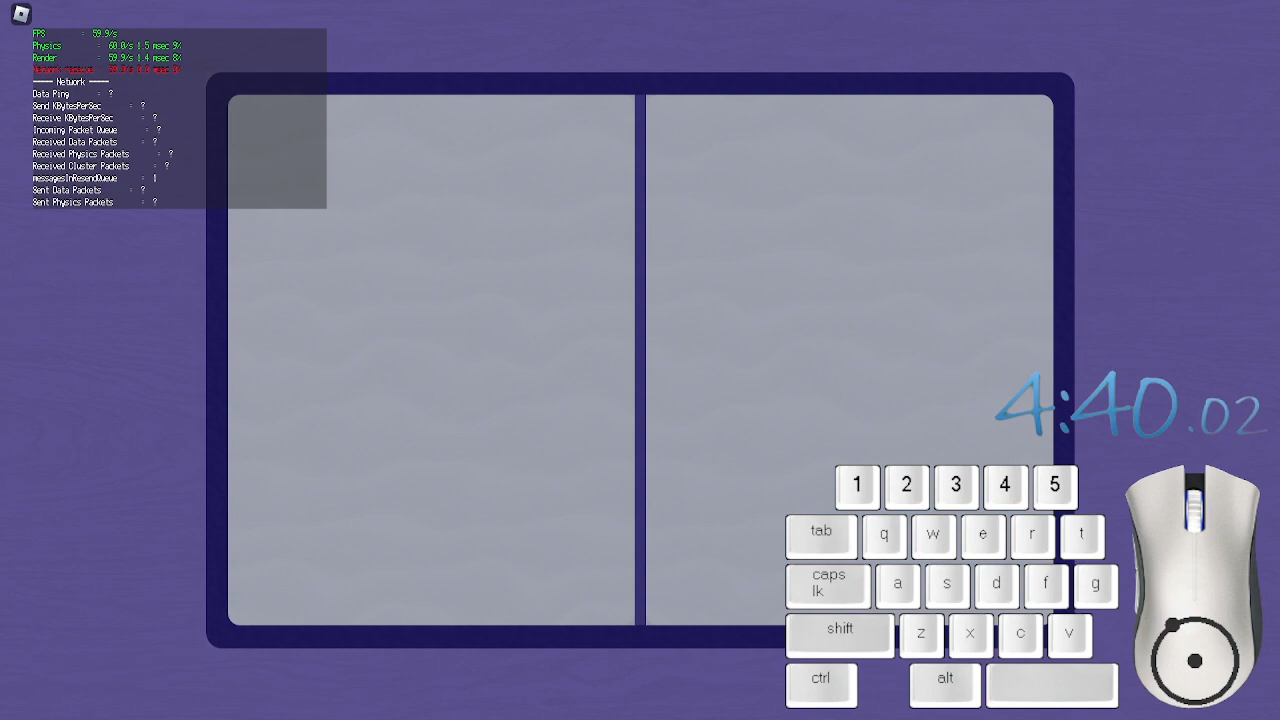 FPS : 59.9/s
Physics : 60.0/s 1.5 msec 9%
Render : 59.9/s 1.4 msec 8%
---- Network ----
Data Ping : ?
Send KBytesPerSec : ?
Receive KBytesPerSec : ?
Incoming Packet Queue : ?
Received Data Packets : ?
Received Physics Packets : ?
Received Cluster Packets : ?
messagesInResendQueue : 1
Sent Data Packets : ?
Sent Physics Packets : ?
4:40.02
1 2 3 4 5
tab q w e r t
caps lk a s d f g
shift z x c v
ctrl alt